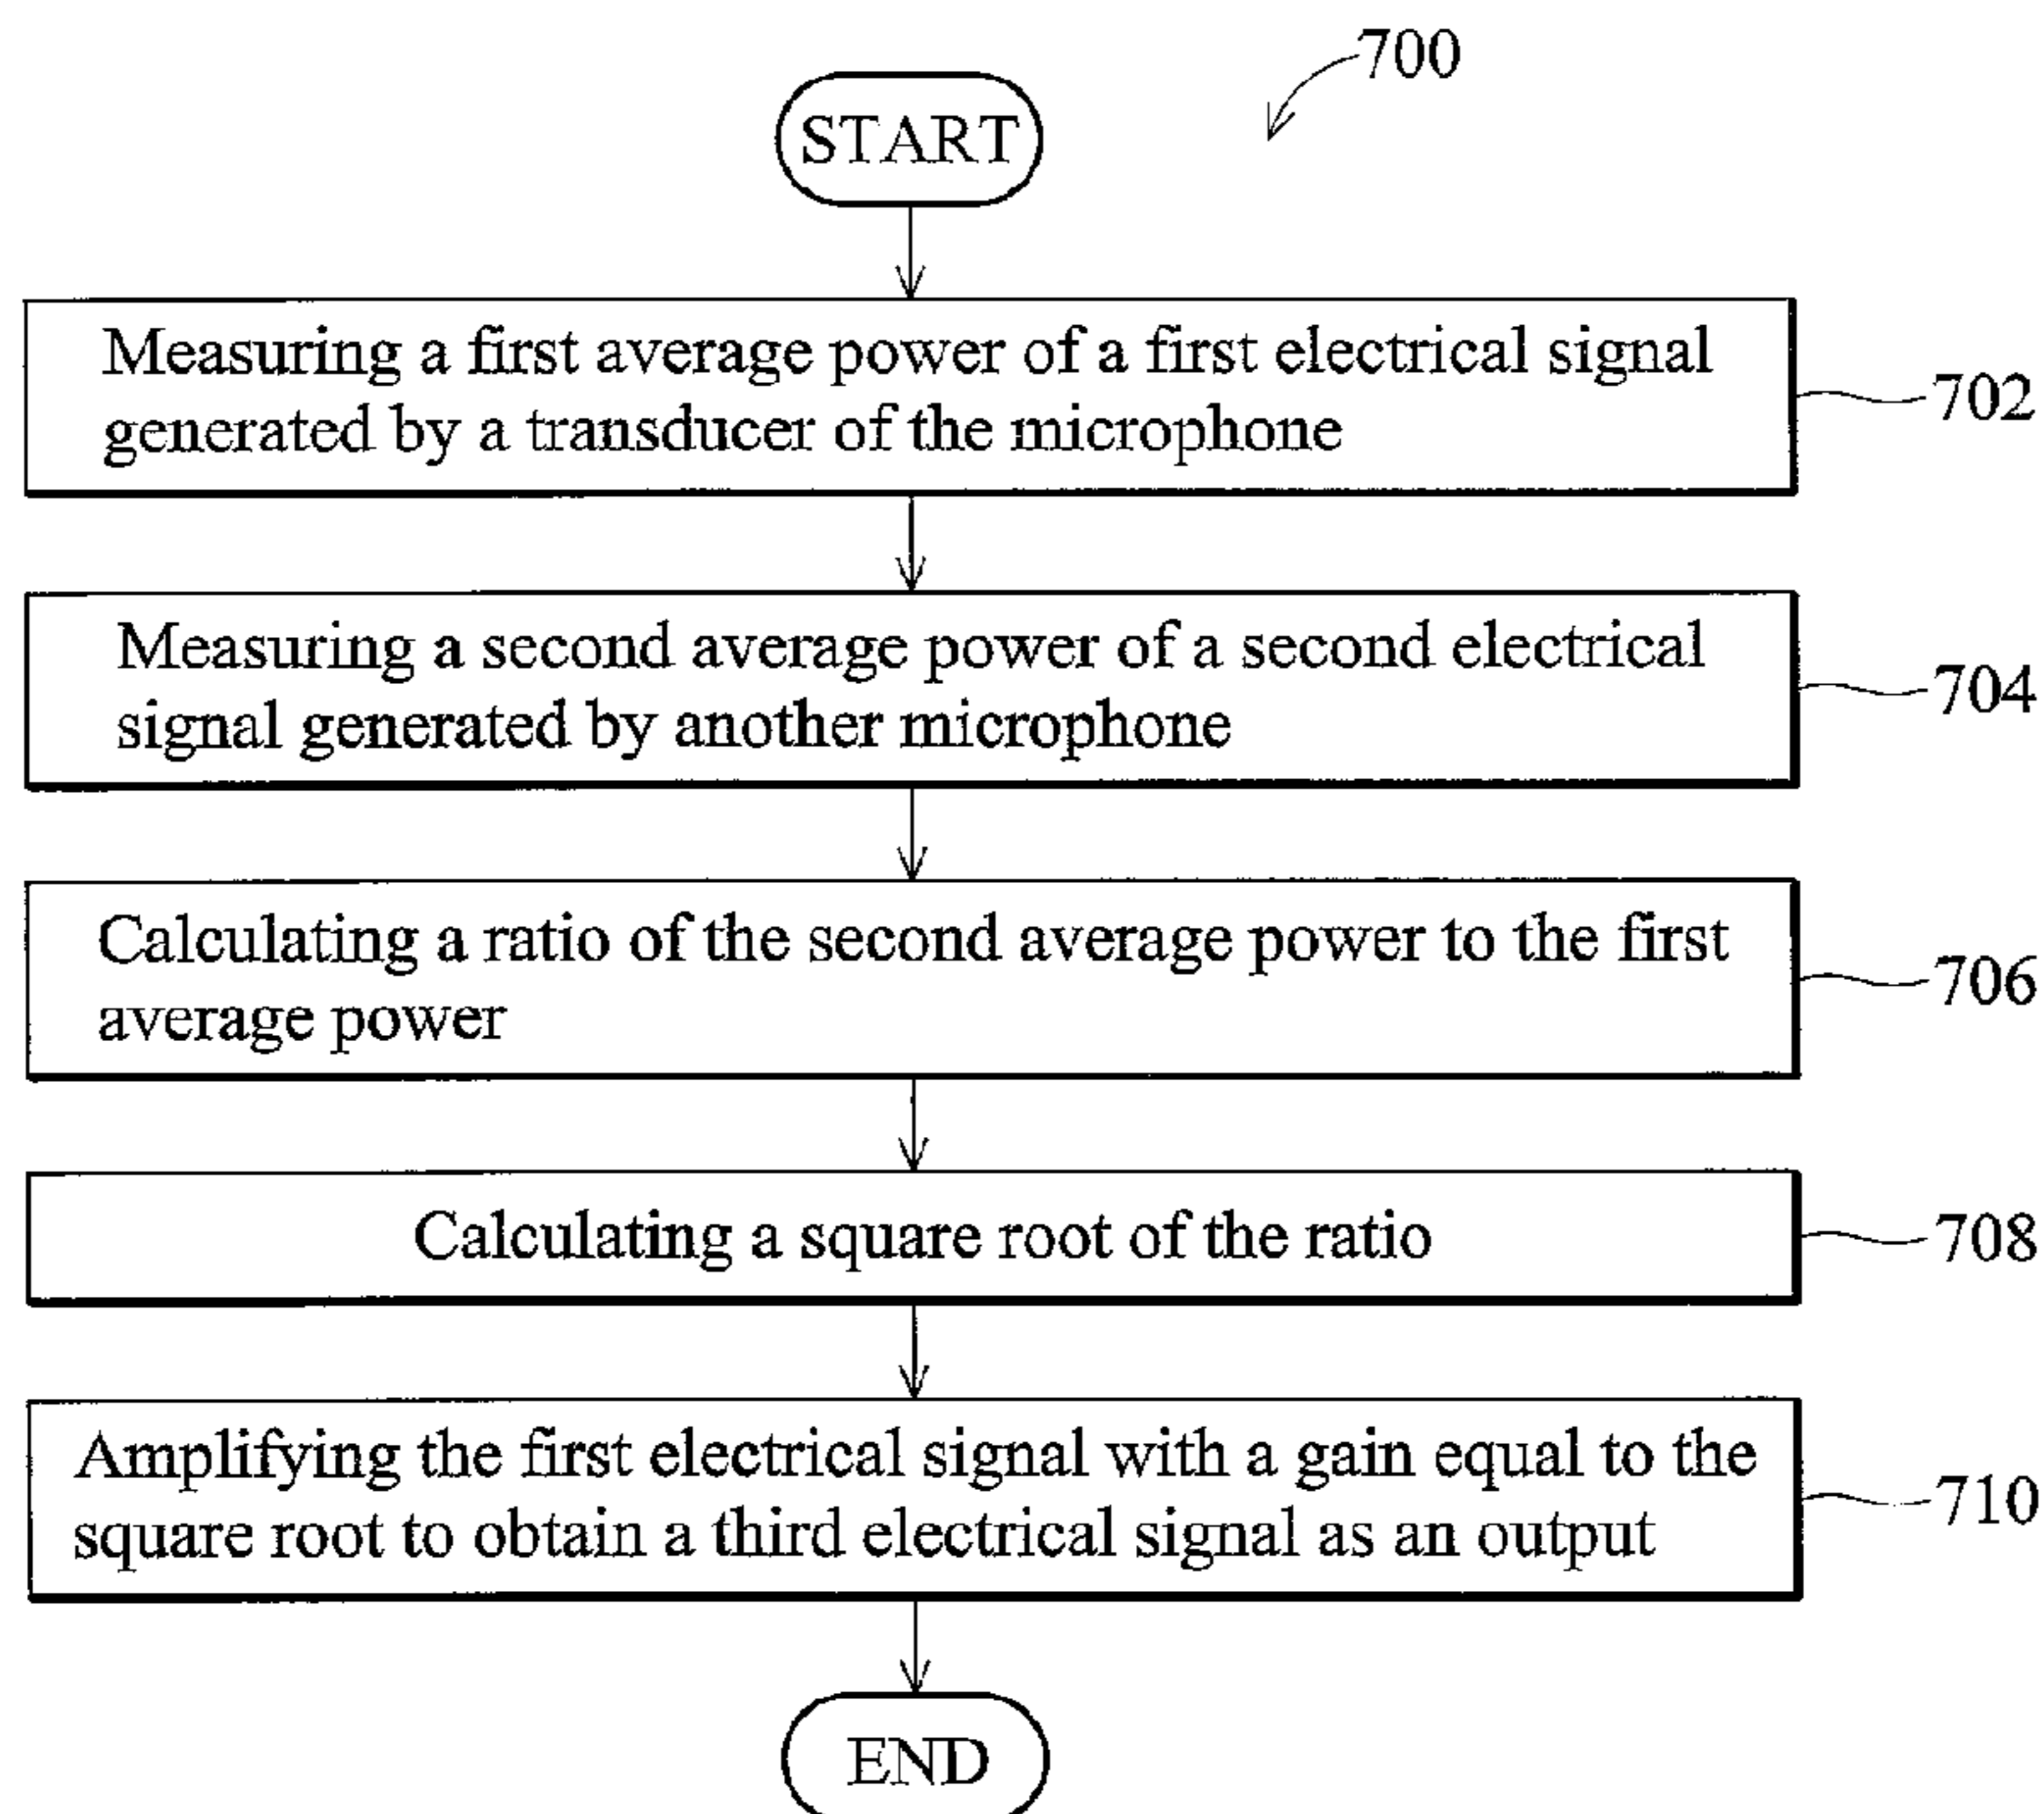 700
START
Measuring a first average power of a first electrical signal
generated by a transducer of the microphone
702
Measuring a second average power of a second electrical
signal generated by another microphone
704
Calculating a ratio of the second average power to the first
average power
706
Calculating a square root of the ratio
708
Amplifying the first electrical signal with a gain equal to the
square root to obtain a third electrical signal as an output
710
END